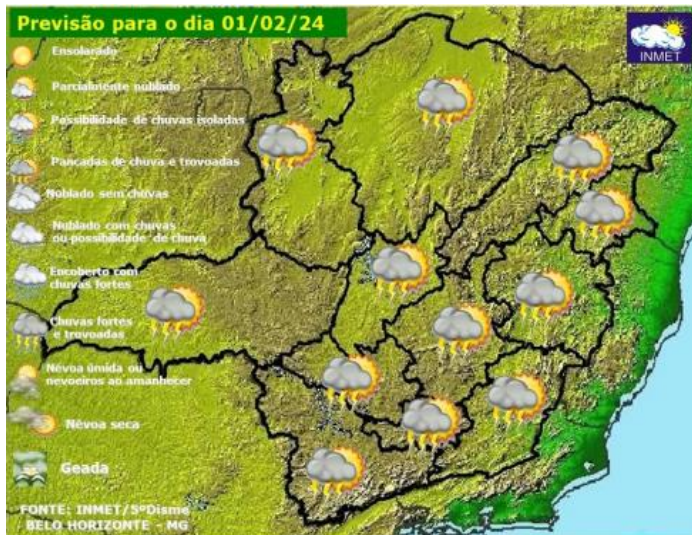 Previsão para o dia 01/02/24
INMET
Ensolarado
Parcialmente nublado
Possibilidade de chuvas isoladas
Pancadas de chuva e trovoadas
Nublado sem chuvas
Nublado com chuvas
ou possibilidade de chuva
Encoberto com
chuvas fortes
Chuvas fortes
e trovoadas
Névoa úmida ou
nevoeiros ao amanhecer
Névoa seca
Geada
FONTE: INMET/5ºDisme
BELO HORIZONTE - MG